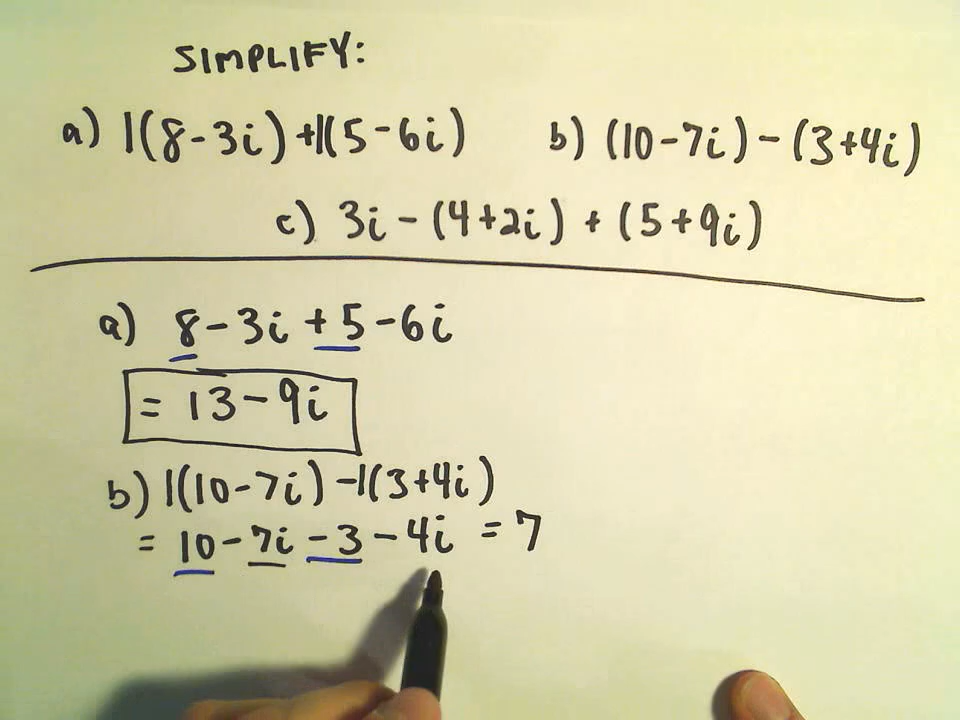 SIMPLIFY:
a) 1(8-3i)+1(5-6i) b) (10-7i)-(3+4i)
c) 3i-(4+2i)+(5+9i)
a) 8-3i+5-6i
= 13-9i
b) 1(10-7i)-1(3+4i)
= 10-7i-3-4i = 7